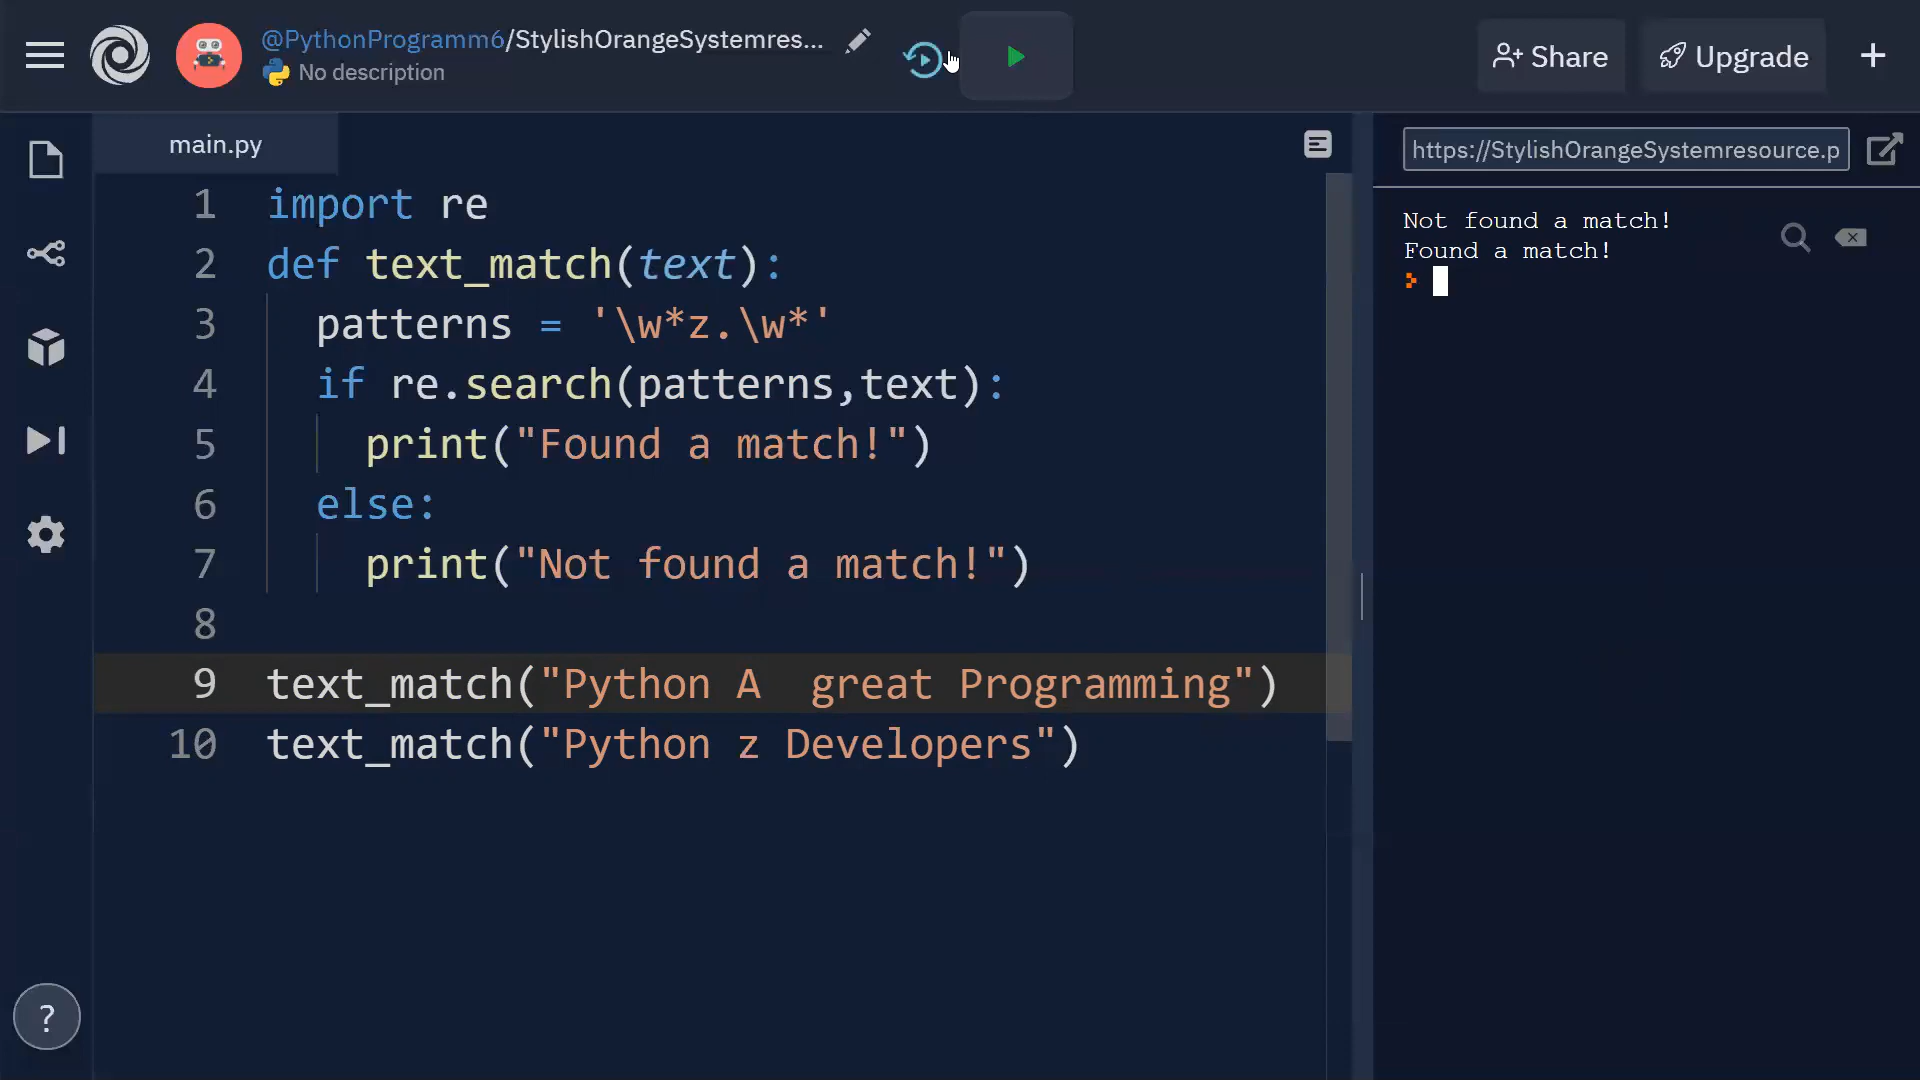 @PythonProgramm6/StylishOrangeSystemres...
No description
Share
Upgrade
main.py
https://StylishOrangeSystemresource.p
1 import re
2 def text_match(text):
3 patterns = '\w*z.\w*'
4 if re.search(patterns,text):
5 print("Found a match!")
6 else:
7 print("Not found a match!")
8
9 text_match("Python A  great Programming")
10 text_match("Python z Developers")
Not found a match!
Found a match!
?